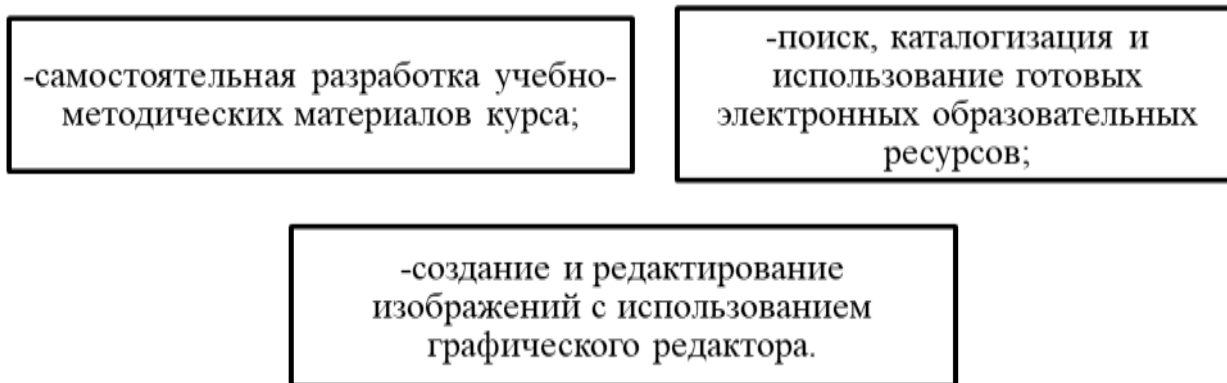 -самостоятельная разработка учебно-
методических материалов курса;
-поиск, каталогизация и
использование готовых
электронных образовательных
ресурсов;
-создание и редактирование
изображений с использованием
графического редактора.